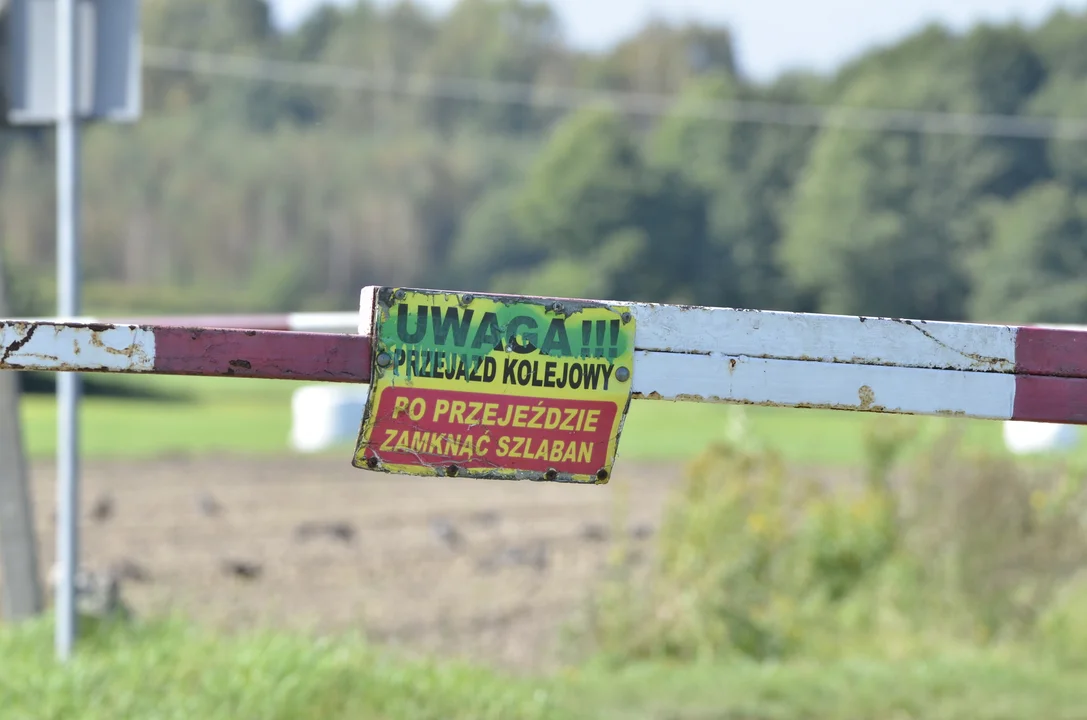 UWAGA!!!
PRZEJAZD KOLEJOWY
PO PRZEJEŹDZIE
ZAMKNĄĆ SZLABAN